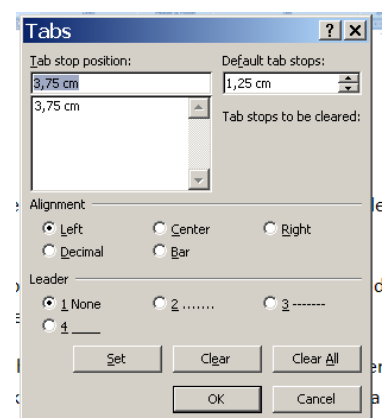 Tabs
Tab stop position: Default tab stops:
3,75 cm 1,25 cm
3,75 cm
Tab stops to be cleared:
Alignment
Left Center Right
Decimal Bar
Leader
1 None 2 ....... 3 -------
4 ____
Set Clear Clear All
OK Cancel